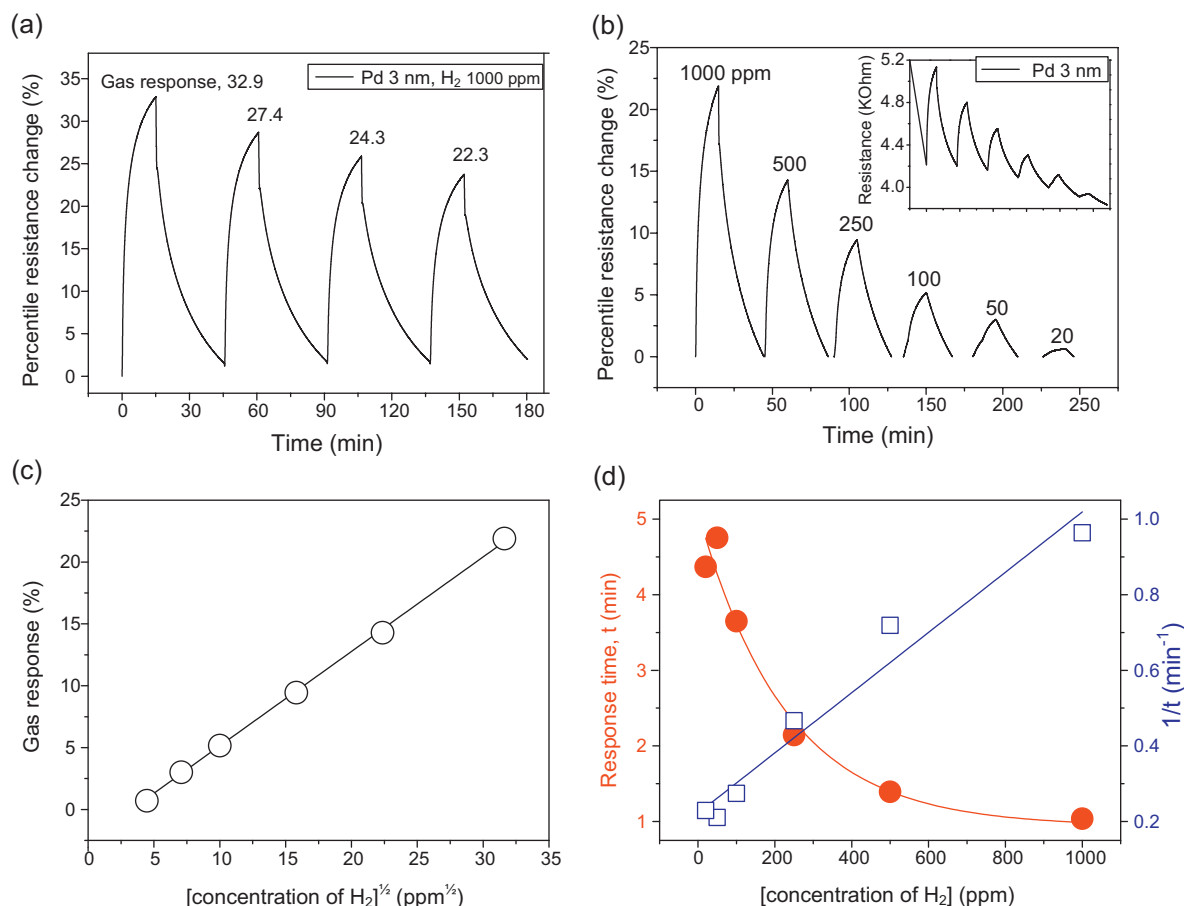 (a)
Percentile resistance change (%)
35
30
25
20
15
10
5
0
Gas response, 32.9
27.4
24.3
22.3
Pd 3 nm, H₂ 1000 ppm
0 30 60 90 120 150 180
Time (min)
(b)
Percentile resistance change (%)
25
20
15
10
5
0
1000 ppm
500
250
100
50
20
0 50 100 150 200 250
Time (min)
Resistance (KOhm)
5.2
4.8
4.4
4.0
Pd 3 nm
(c)
Gas response (%)
25
20
15
10
5
0
0 5 10 15 20 25 30 35
[concentration of H₂]^½ (ppm^½)
(d)
Response time, t (min)
5
4
3
2
1
1/t (min⁻¹)
1.0
0.8
0.6
0.4
0.2
0 200 400 600 800 1000
[concentration of H₂] (ppm)